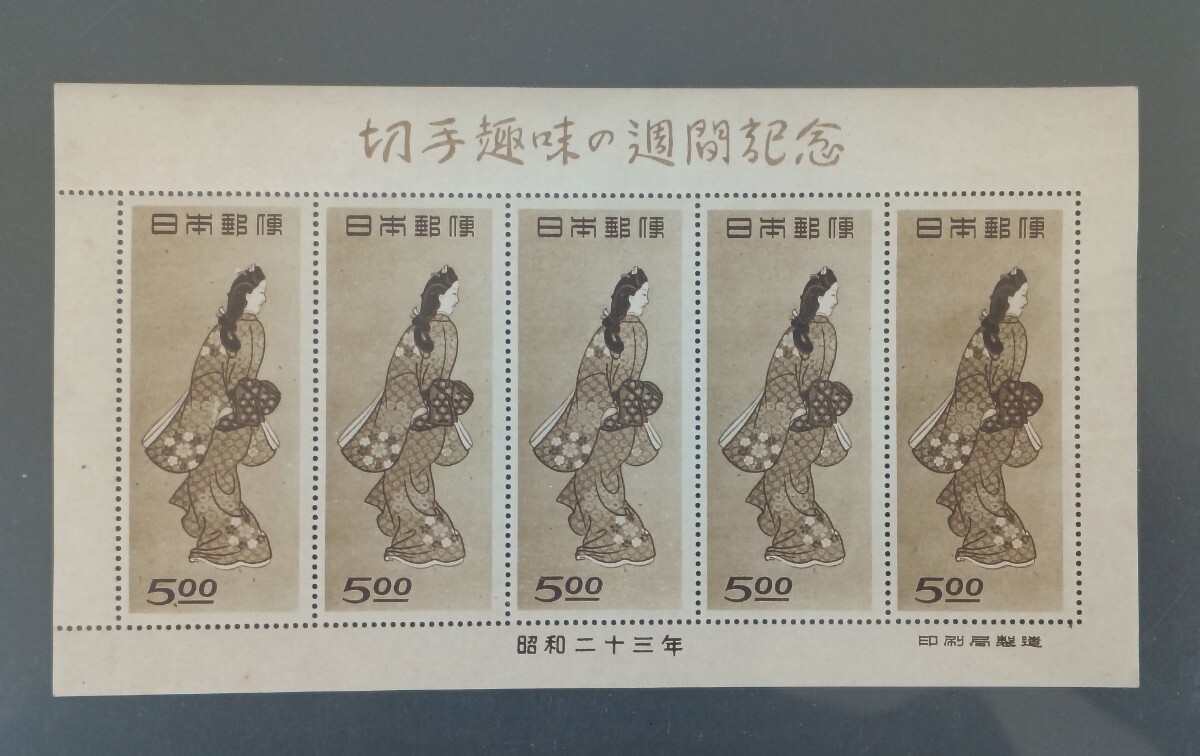 切手趣味の週間記念
日本郵便 日本郵便 日本郵便 日本郵便 日本郵便
5.00 5.00 5.00 5.00 5.00
昭和二十三年 印刷局製造